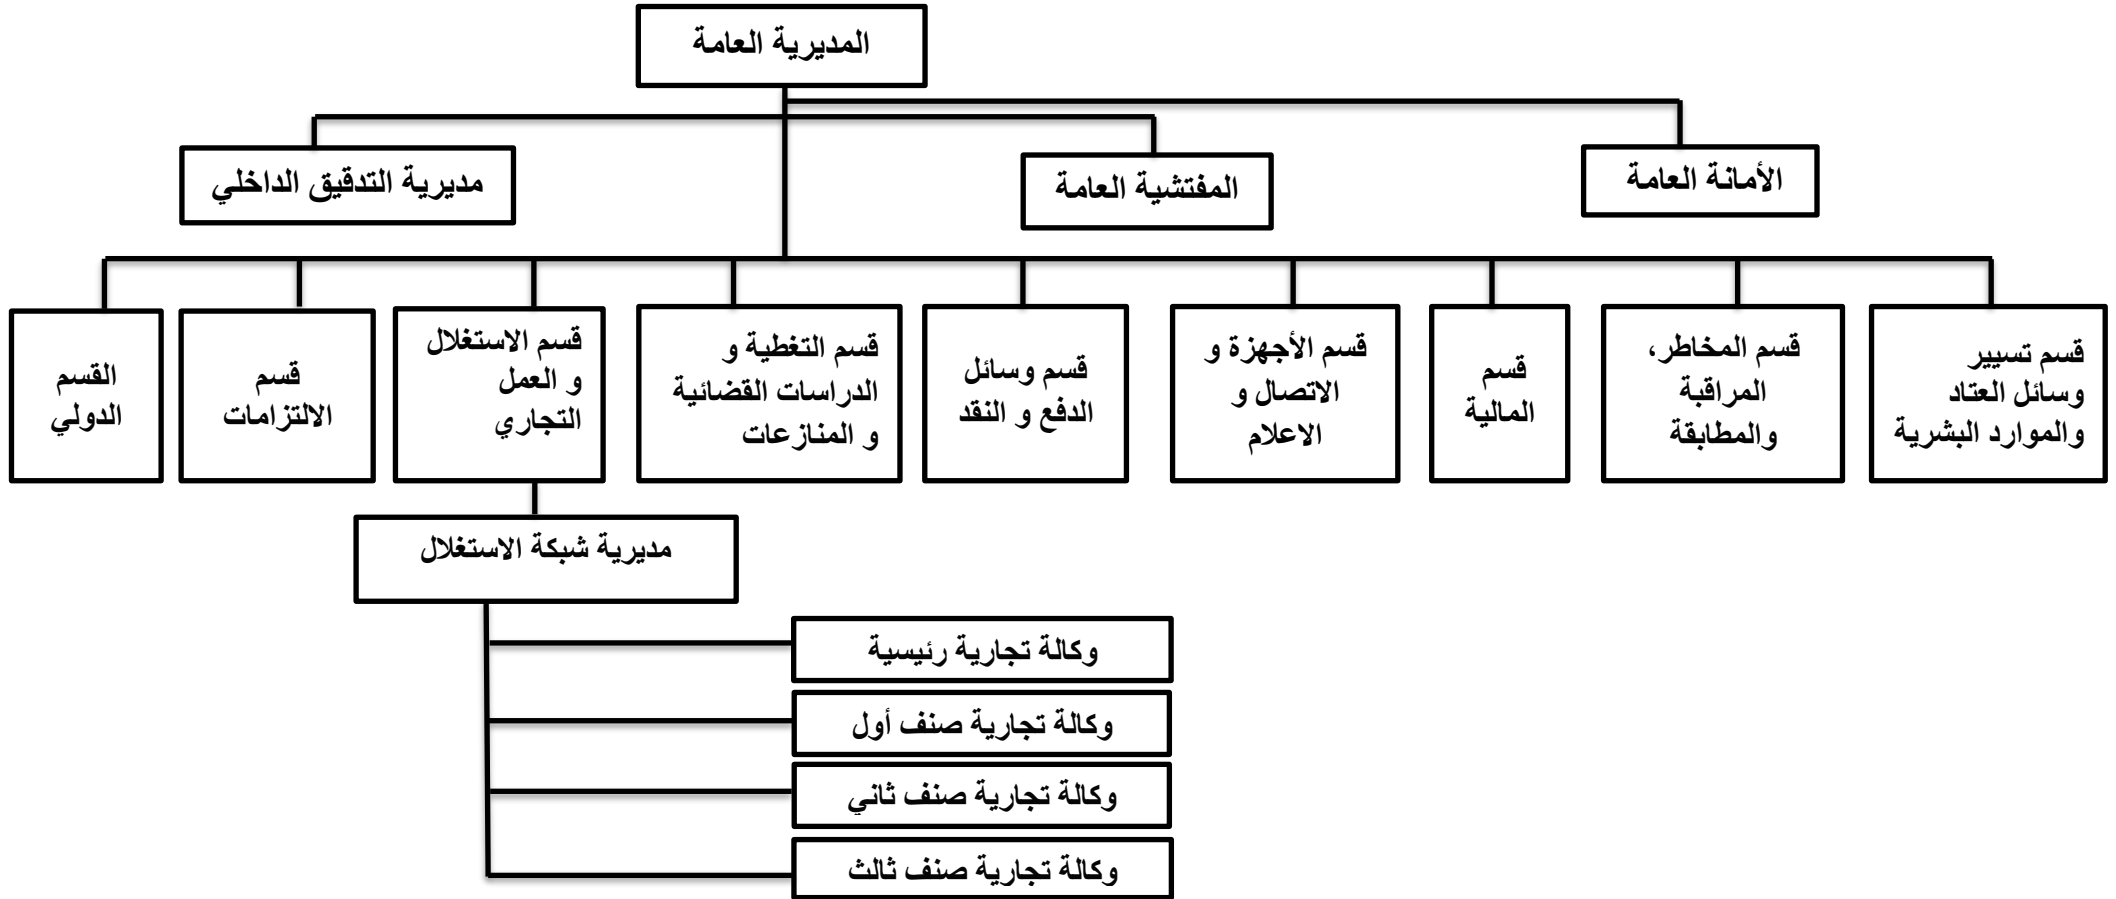 المديرية العامة
الأمانة العامة
المفتشية العامة
مديرية التدقيق الداخلي
قسم تسيير
وسائل العتاد
والموارد البشرية
قسم المخاطر،
المراقبة
والمطابقة
قسم
المالية
قسم الأجهزة و
الاتصال و
الاعلام
قسم وسائل
الدفع و النقد
قسم التغطية و
الدراسات القضائية
و المنازعات
قسم الاستغلال
و العمل
التجاري
قسم
الالتزامات
القسم
الدولي
مديرية شبكة الاستغلال
وكالة تجارية رئيسية
وكالة تجارية صنف أول
وكالة تجارية صنف ثاني
وكالة تجارية صنف ثالث